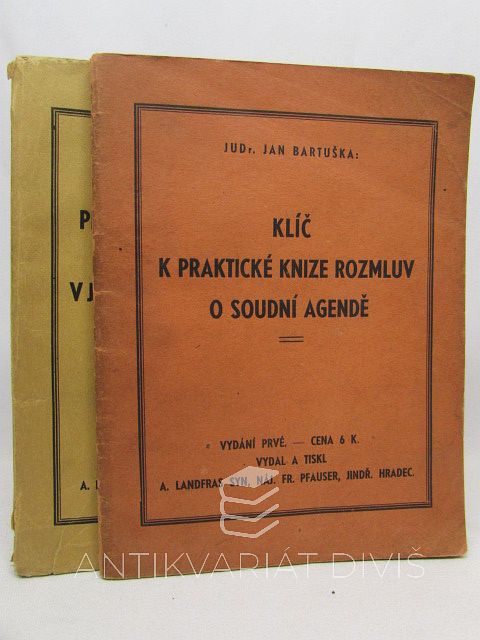 JUDr. JAN BARTUŠKA:
KLÍČ
K PRAKTICKÉ KNIZE ROZMLUV
O SOUDNÍ AGENDĚ
VYDÁNÍ PRVÉ. — CENA 6 K.
VYDAL A TISKL
A. LANDFRAS SYN, NÁJ. FR. PFAUSER, JINDŘ. HRADEC.
P
V J
A. L
ANTIKVARIÁT DIVIŠ